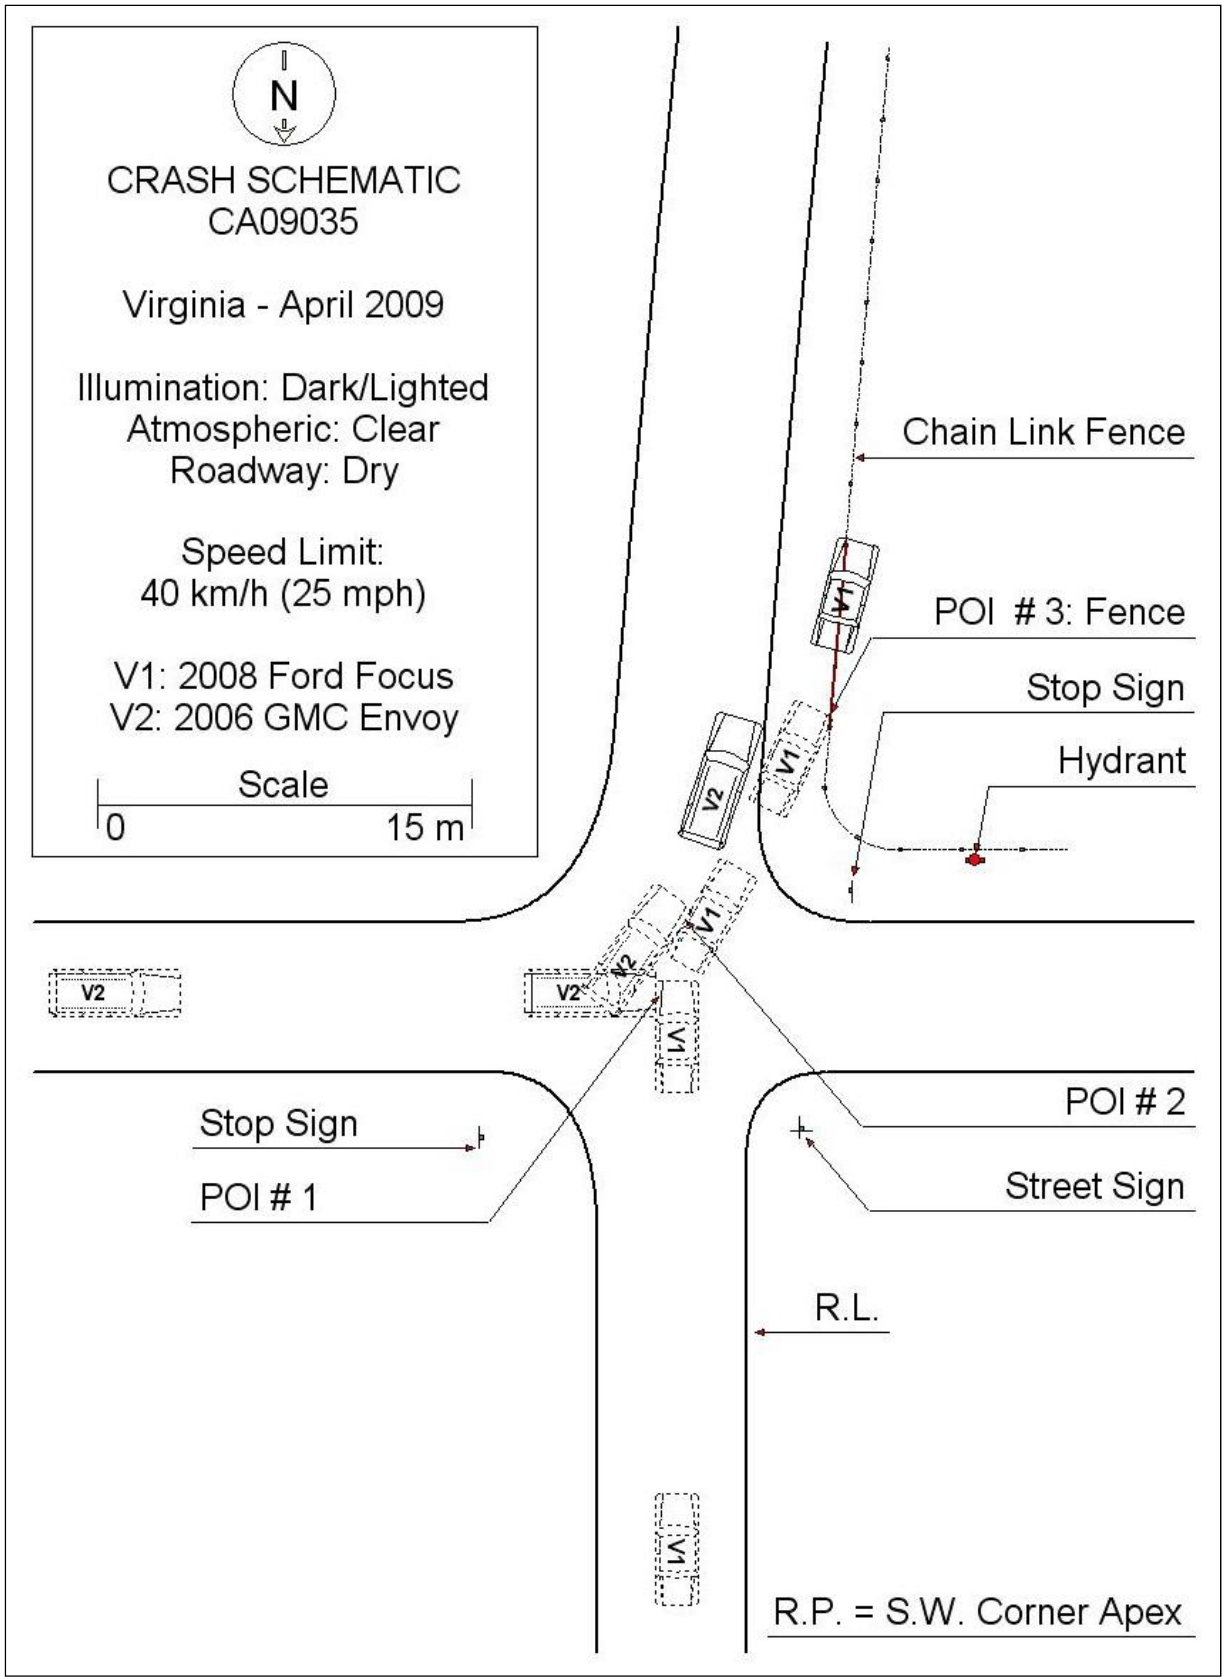 N
CRASH SCHEMATIC
CA09035
Virginia - April 2009
Illumination: Dark/Lighted
Atmospheric: Clear
Roadway: Dry
Speed Limit:
40 km/h (25 mph)
V1: 2008 Ford Focus
V2: 2006 GMC Envoy
Scale
0 15 m
Chain Link Fence
V1
POI # 3: Fence
Stop Sign
Hydrant
V1
V2
V1
V2
V2
V2
V1
POI # 2
Stop Sign
Street Sign
POI # 1
R.L.
V1
R.P. = S.W. Corner Apex